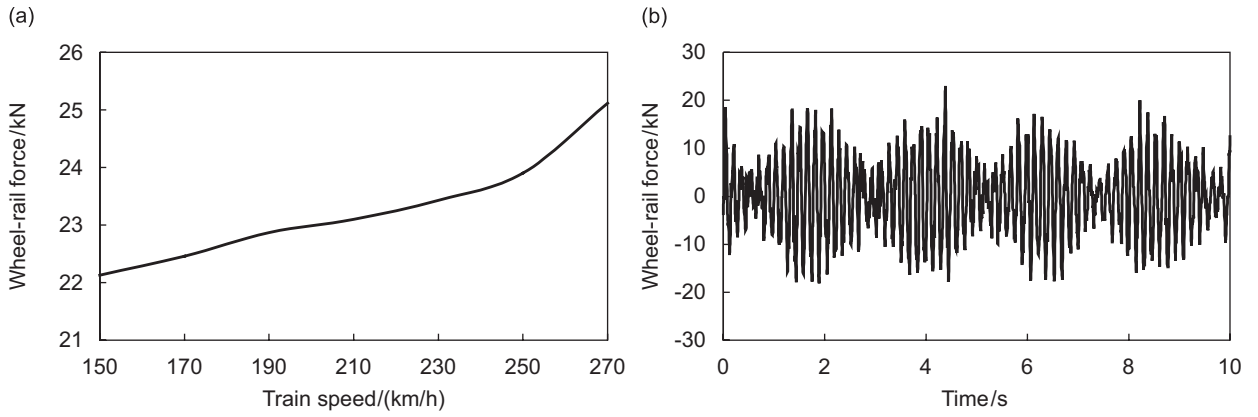 (a)
26
25
24
23
22
21
Wheel-rail force/kN
150 170 190 210 230 250 270
Train speed/(km/h)
(b)
30
20
10
0
-10
-20
-30
Wheel-rail force/kN
0 2 4 6 8 10
Time/s